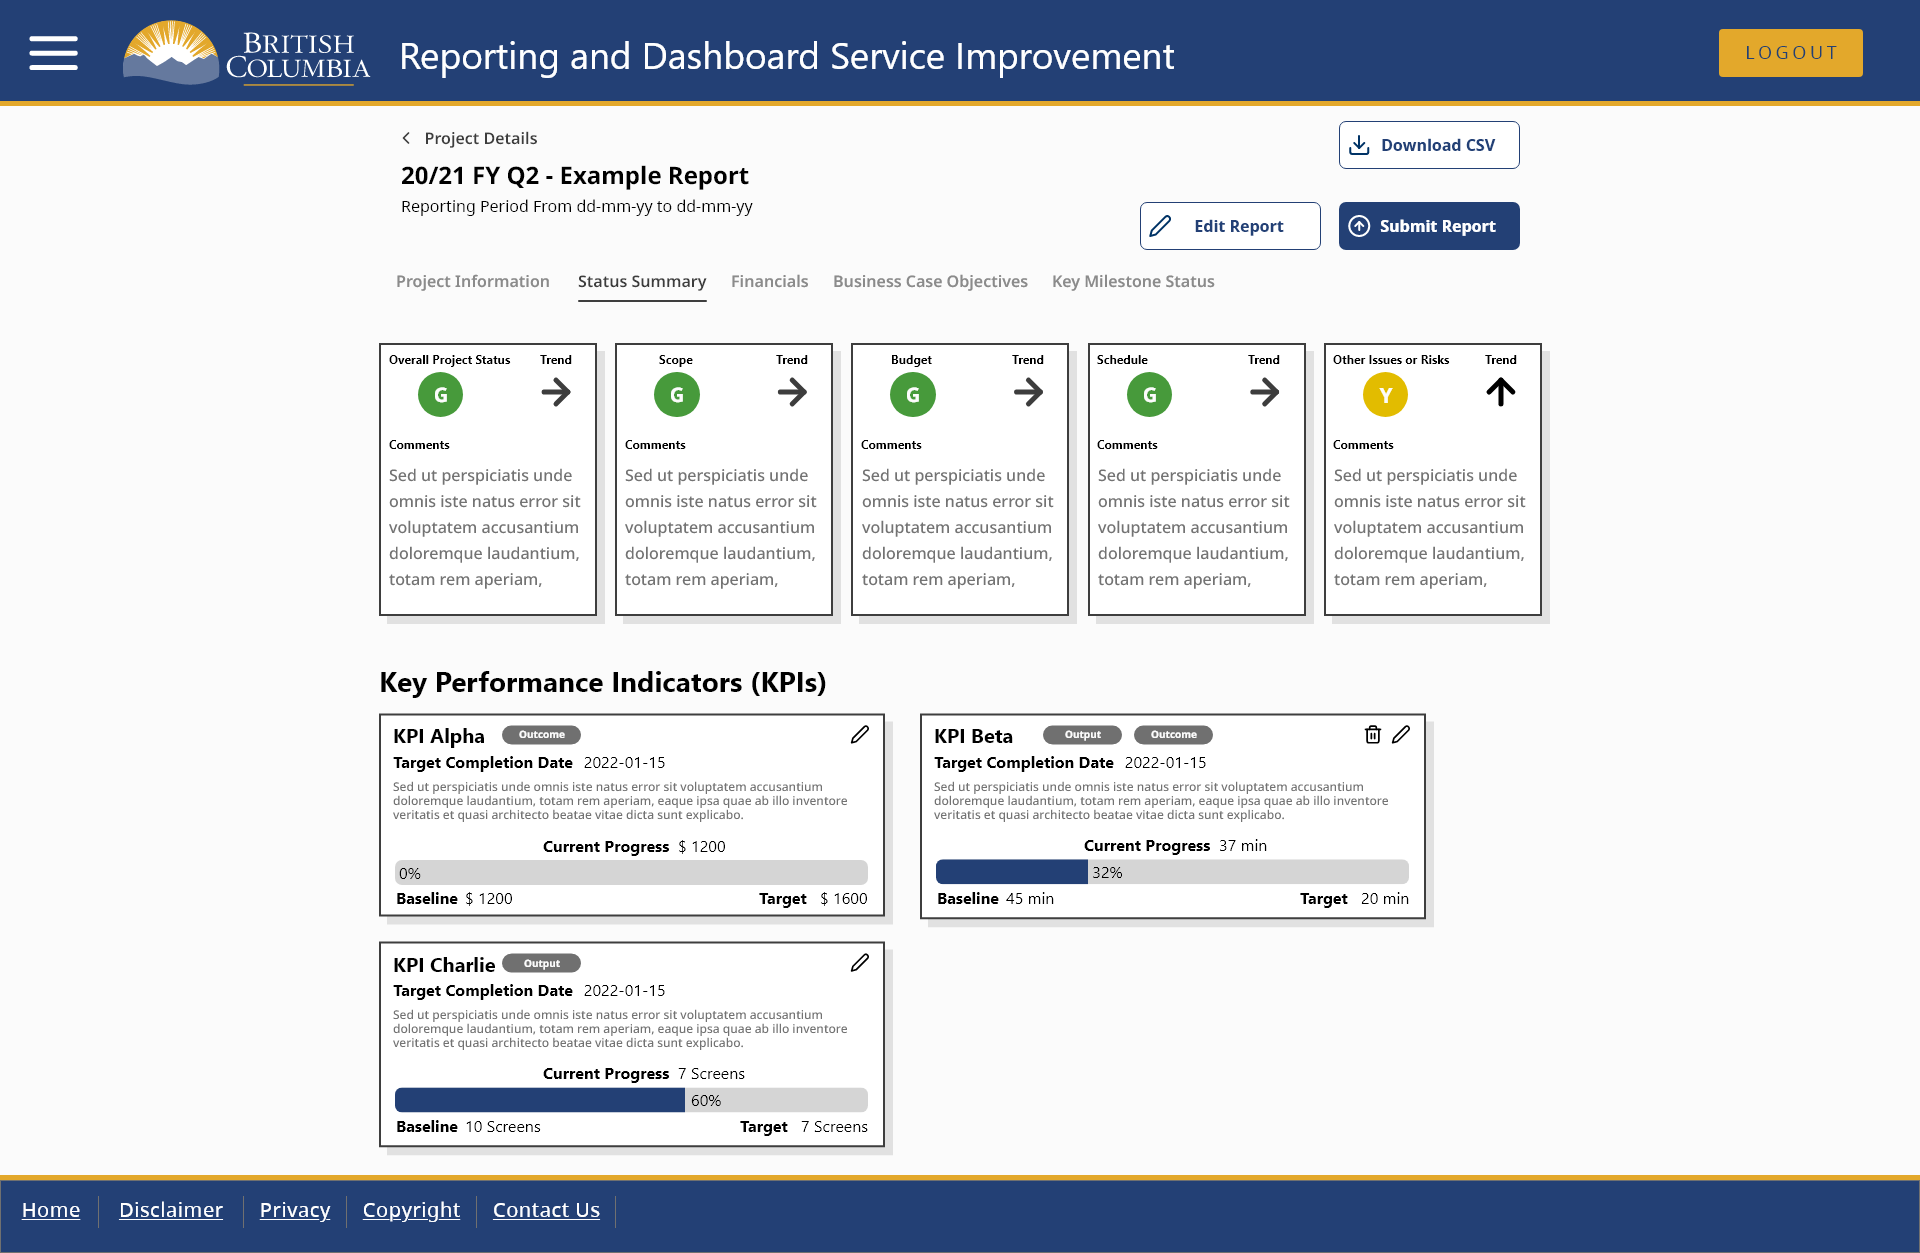 BRITISH
COLUMBIA
Reporting and Dashboard Service Improvement
LOGOUT
Project Details
Download CSV
20/21 FY Q2 - Example Report
Reporting Period From dd-mm-yy to dd-mm-yy
Edit Report
Submit Report
Project Information Status Summary Financials Business Case Objectives Key Milestone Status
Overall Project Status Trend
G
Comments
Sed ut perspiciatis unde
omnis iste natus error sit
voluptatem accusantium
doloremque laudantium,
totam rem aperiam,
Scope Trend
G
Comments
Sed ut perspiciatis unde
omnis iste natus error sit
voluptatem accusantium
doloremque laudantium,
totam rem aperiam,
Budget Trend
G
Comments
Sed ut perspiciatis unde
omnis iste natus error sit
voluptatem accusantium
doloremque laudantium,
totam rem aperiam,
Schedule Trend
G
Comments
Sed ut perspiciatis unde
omnis iste natus error sit
voluptatem accusantium
doloremque laudantium,
totam rem aperiam,
Other Issues or Risks Trend
Y
Comments
Sed ut perspiciatis unde
omnis iste natus error sit
voluptatem accusantium
doloremque laudantium,
totam rem aperiam,
Key Performance Indicators (KPIs)
KPI Alpha Outcome
Target Completion Date 2022-01-15
Sed ut perspiciatis unde omnis iste natus error sit voluptatem accusantium
doloremque laudantium, totam rem aperiam, eaque ipsa quae ab illo inventore
veritatis et quasi architecto beatae vitae dicta sunt explicabo.
Current Progress $ 1200
0%
Baseline $ 1200 Target $ 1600
KPI Beta Output Outcome
Target Completion Date 2022-01-15
Sed ut perspiciatis unde omnis iste natus error sit voluptatem accusantium
doloremque laudantium, totam rem aperiam, eaque ipsa quae ab illo inventore
veritatis et quasi architecto beatae vitae dicta sunt explicabo.
Current Progress 37 min
32%
Baseline 45 min Target 20 min
KPI Charlie Output
Target Completion Date 2022-01-15
Sed ut perspiciatis unde omnis iste natus error sit voluptatem accusantium
doloremque laudantium, totam rem aperiam, eaque ipsa quae ab illo inventore
veritatis et quasi architecto beatae vitae dicta sunt explicabo.
Current Progress 7 Screens
60%
Baseline 10 Screens Target 7 Screens
Home Disclaimer Privacy Copyright Contact Us